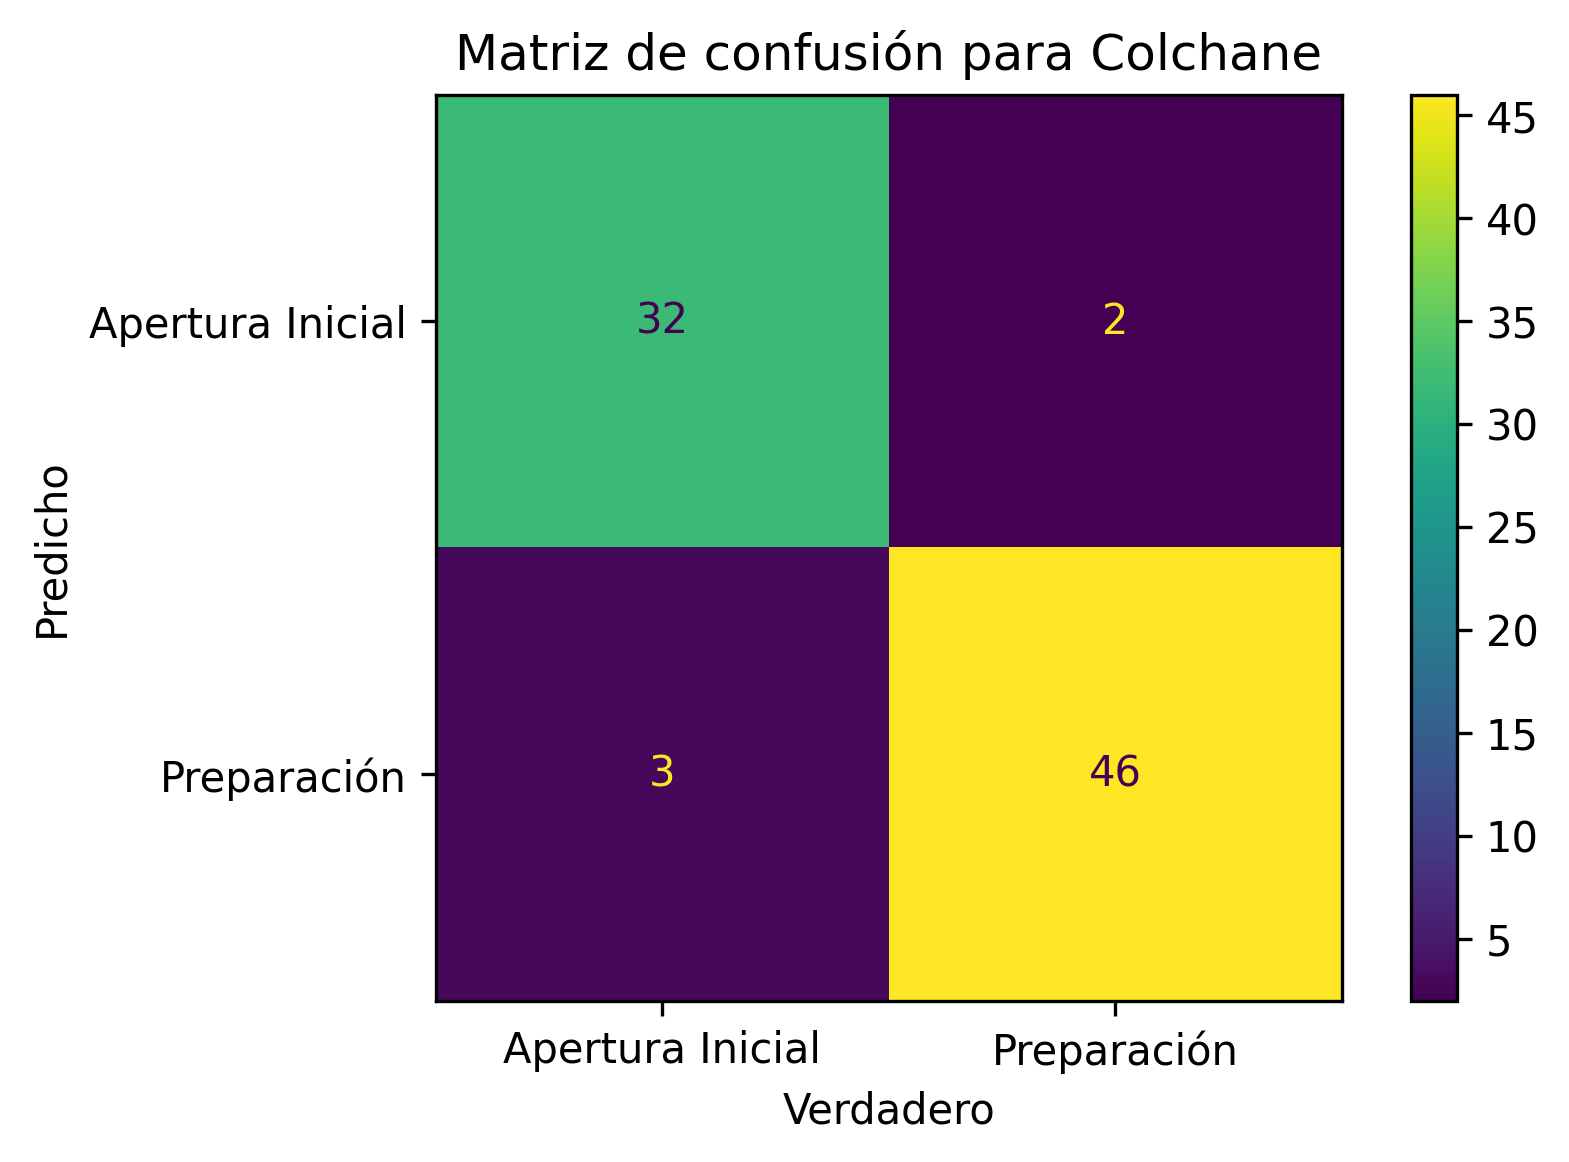 Matriz de confusión para Colchane
Apertura Inicial
Preparación
Predicho
32
2
3
46
Apertura Inicial
Preparación
Verdadero
45
40
35
30
25
20
15
10
5